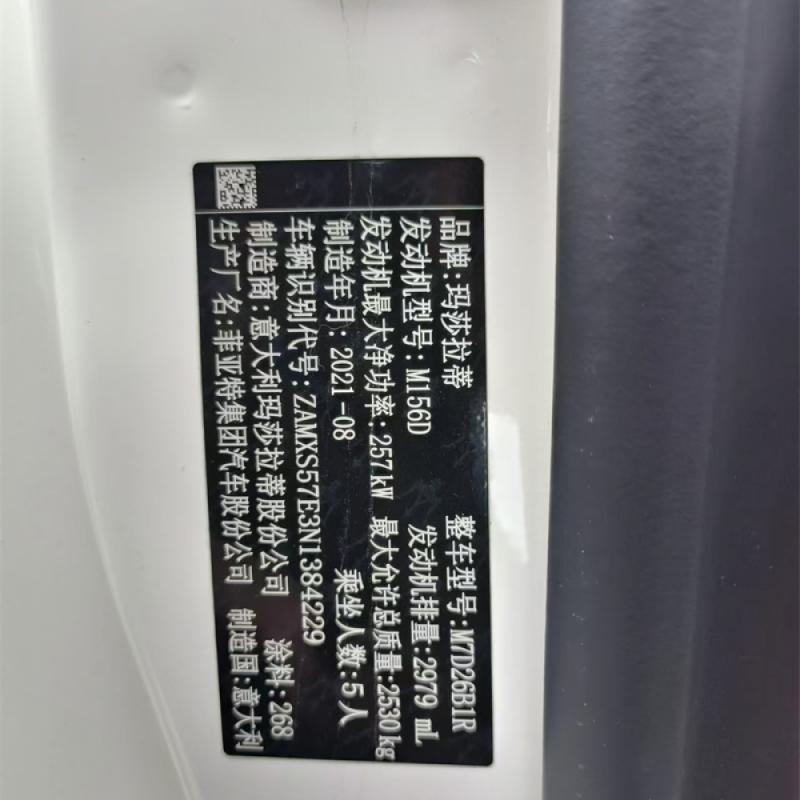 品牌:玛莎拉蒂 整车型号:M7D26B1R
发动机型号:M156D 发动机排量:2979 mL
发动机最大净功率:257kW 最大允许总质量:2530kg
制造年月:2021-08 乘坐人数:5人
车辆识别代号:ZAMXS57E3N1384229
制造商:意大利玛莎拉蒂股份公司 涂料:268
生产厂名:菲亚特集团汽车股份公司 制造国:意大利